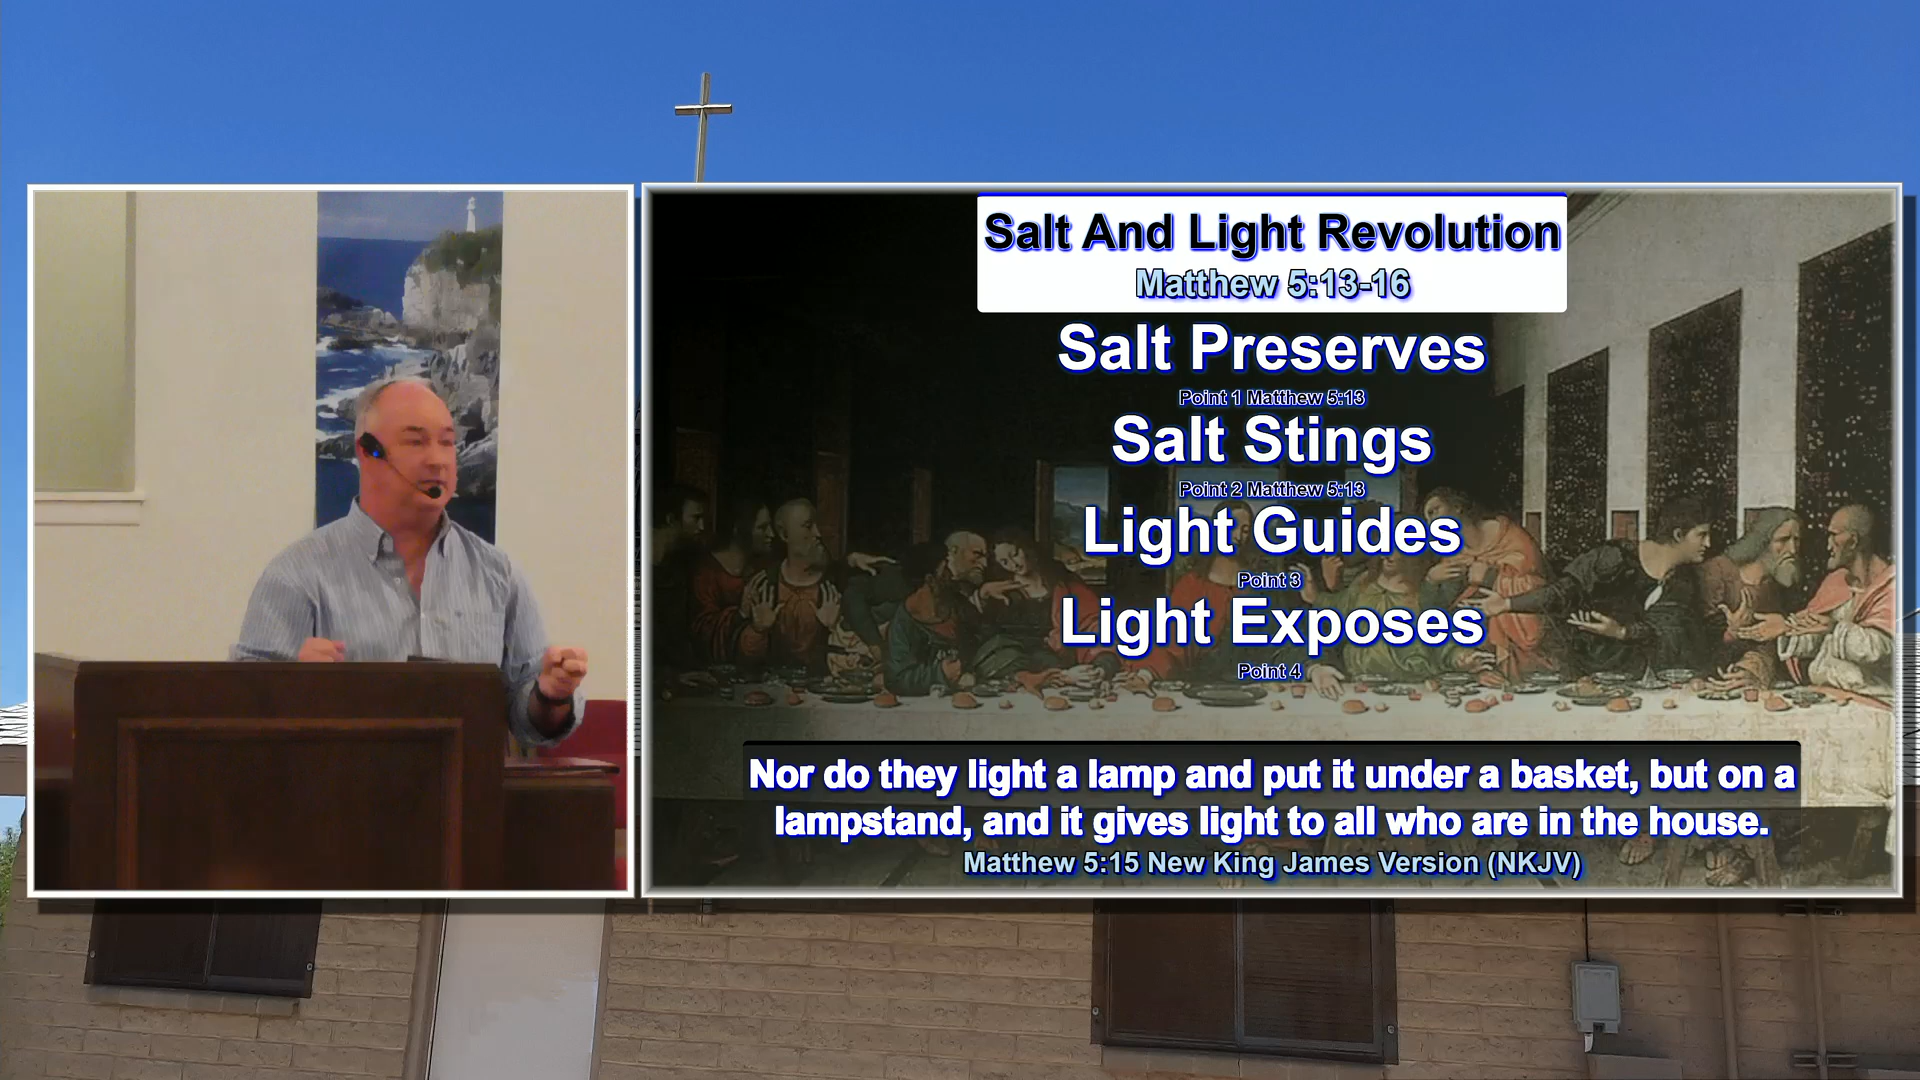 Salt And Light Revolution
Matthew 5:13-16
Salt Preserves
Point 1 Matthew 5:13
Salt Stings
Point 2 Matthew 5:13
Light Guides
Point 3
Light Exposes
Point 4
Nor do they light a lamp and put it under a basket, but on a
lampstand, and it gives light to all who are in the house.
Matthew 5:15 New King James Version (NKJV)